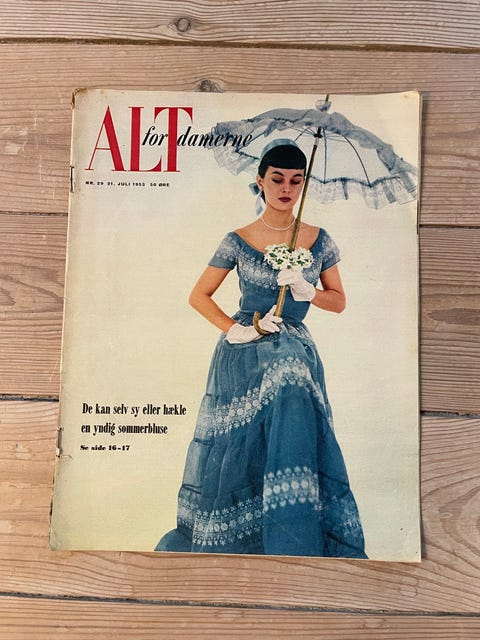 ALT for damerne
NR. 29 21. JULI 1953 50 ØRE
De kan selv sy eller hækle
en yndig sommerbluse
Se side 16-17